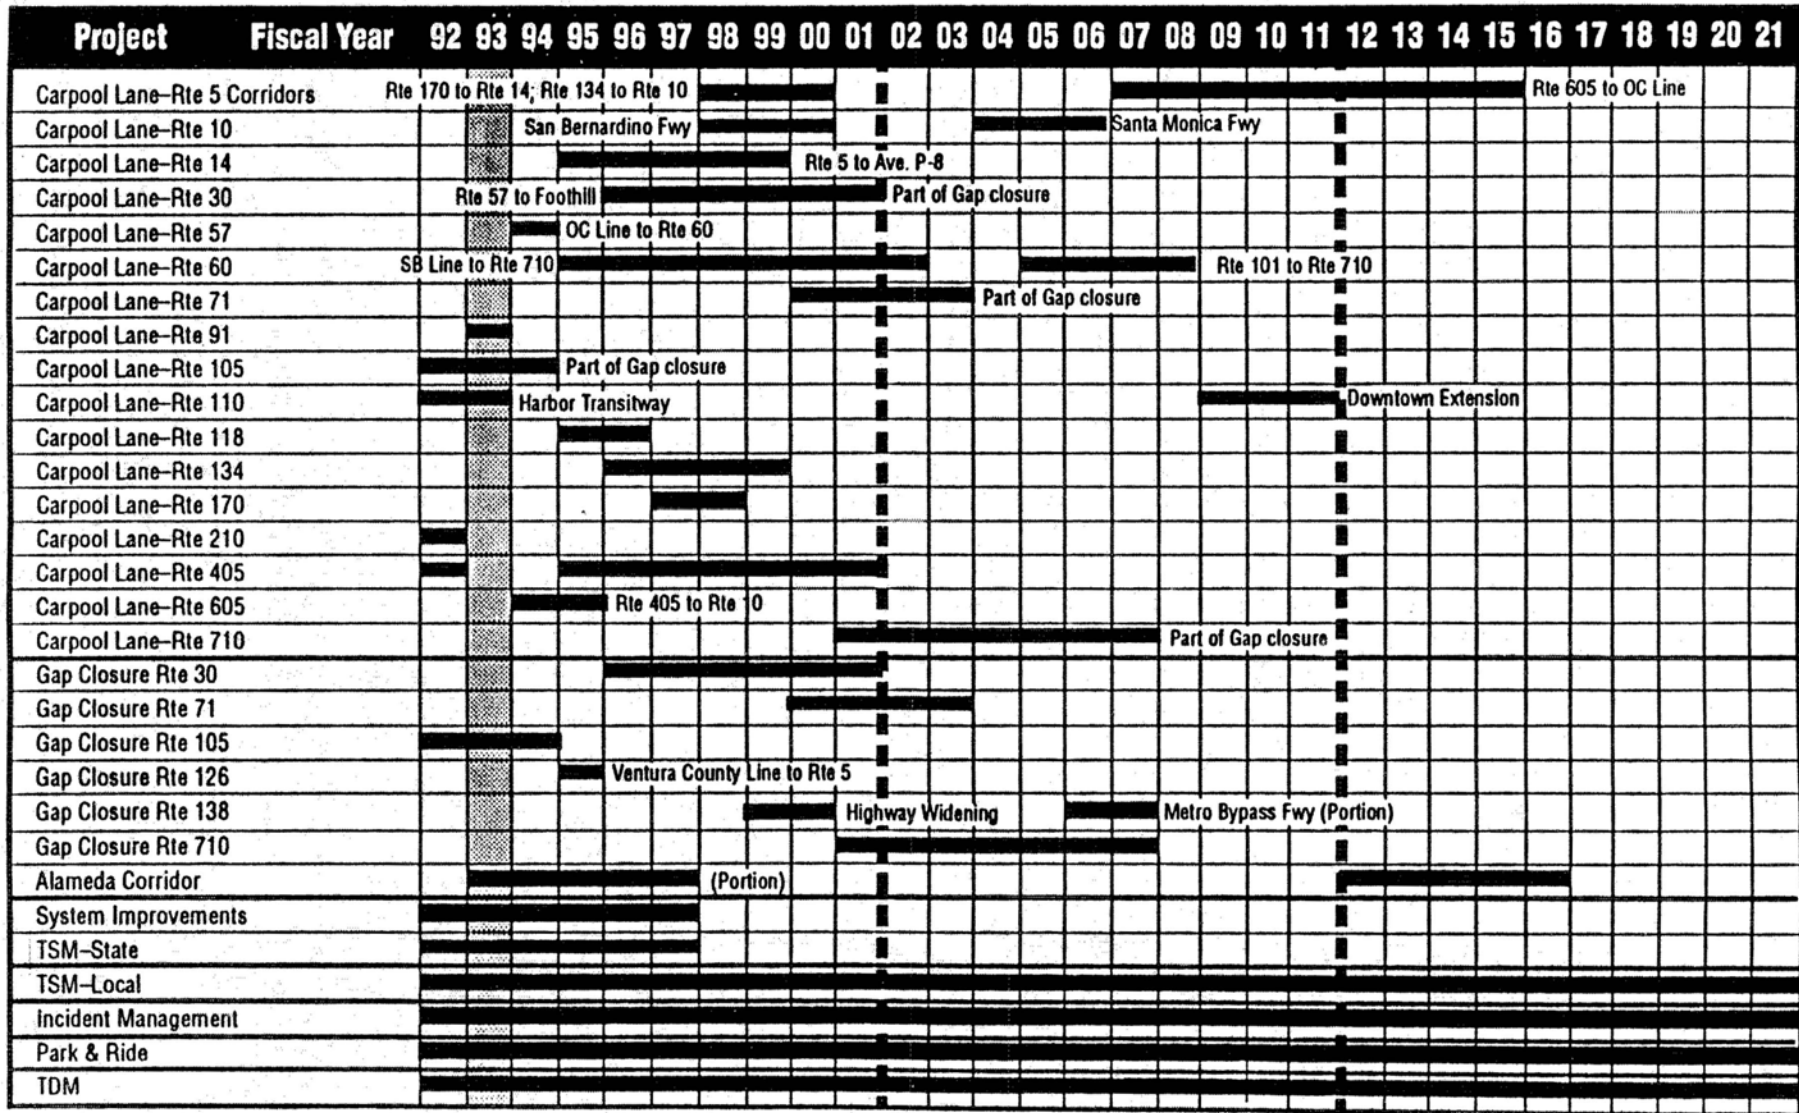 Project Fiscal Year 92 93 94 95 96 97 98 99 00 01 02 03 04 05 06 07 08 09 10 11 12 13 14 15 16 17 18 19 20 21
Carpool Lane–Rte 5 Corridors Rte 170 to Rte 14; Rte 134 to Rte 10 Rte 605 to OC Line
Carpool Lane–Rte 10 San Bernardino Fwy Santa Monica Fwy
Carpool Lane–Rte 14 Rte 5 to Ave. P-8
Carpool Lane–Rte 30 Rte 57 to Foothill Part of Gap closure
Carpool Lane–Rte 57 OC Line to Rte 60
Carpool Lane–Rte 60 SB Line to Rte 710 Rte 101 to Rte 710
Carpool Lane–Rte 71 Part of Gap closure
Carpool Lane–Rte 91
Carpool Lane–Rte 105 Part of Gap closure
Carpool Lane–Rte 110 Harbor Transitway Downtown Extension
Carpool Lane–Rte 118
Carpool Lane–Rte 134
Carpool Lane–Rte 170
Carpool Lane–Rte 210
Carpool Lane–Rte 405
Carpool Lane–Rte 605 Rte 405 to Rte 10
Carpool Lane–Rte 710 Part of Gap closure
Gap Closure Rte 30
Gap Closure Rte 71
Gap Closure Rte 105
Gap Closure Rte 126 Ventura County Line to Rte 5
Gap Closure Rte 138 Highway Widening Metro Bypass Fwy (Portion)
Gap Closure Rte 710
Alameda Corridor (Portion)
System Improvements
TSM–State
TSM–Local
Incident Management
Park & Ride
TDM